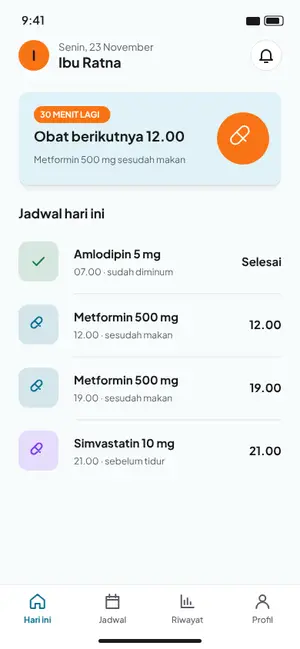 9:41
I
Senin, 23 November
Ibu Ratna
30 MENIT LAGI
Obat berikutnya 12.00
Metformin 500 mg sesudah makan
Jadwal hari ini
Amlodipin 5 mg
07.00 · sudah diminum
Selesai
Metformin 500 mg
12.00 · sesudah makan
12.00
Metformin 500 mg
19.00 · sesudah makan
19.00
Simvastatin 10 mg
21.00 · sebelum tidur
21.00
Hari ini
Jadwal
Riwayat
Profil